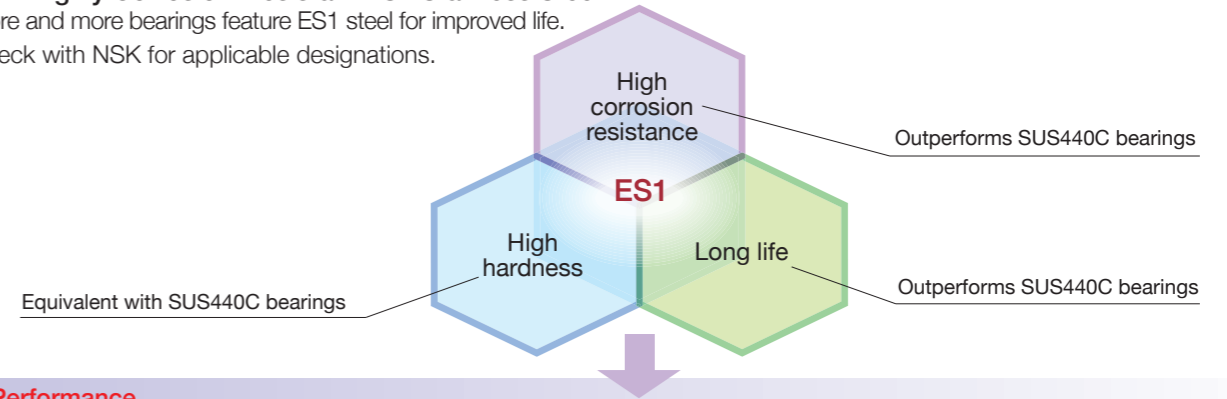 re and more bearings feature ES1 steel for improved life.
eck with NSK for applicable designations.
High
corrosion
resistance
Outperforms SUS440C bearings
ES1
High
hardness
Long life
Equivalent with SUS440C bearings
Outperforms SUS440C bearings
Performance